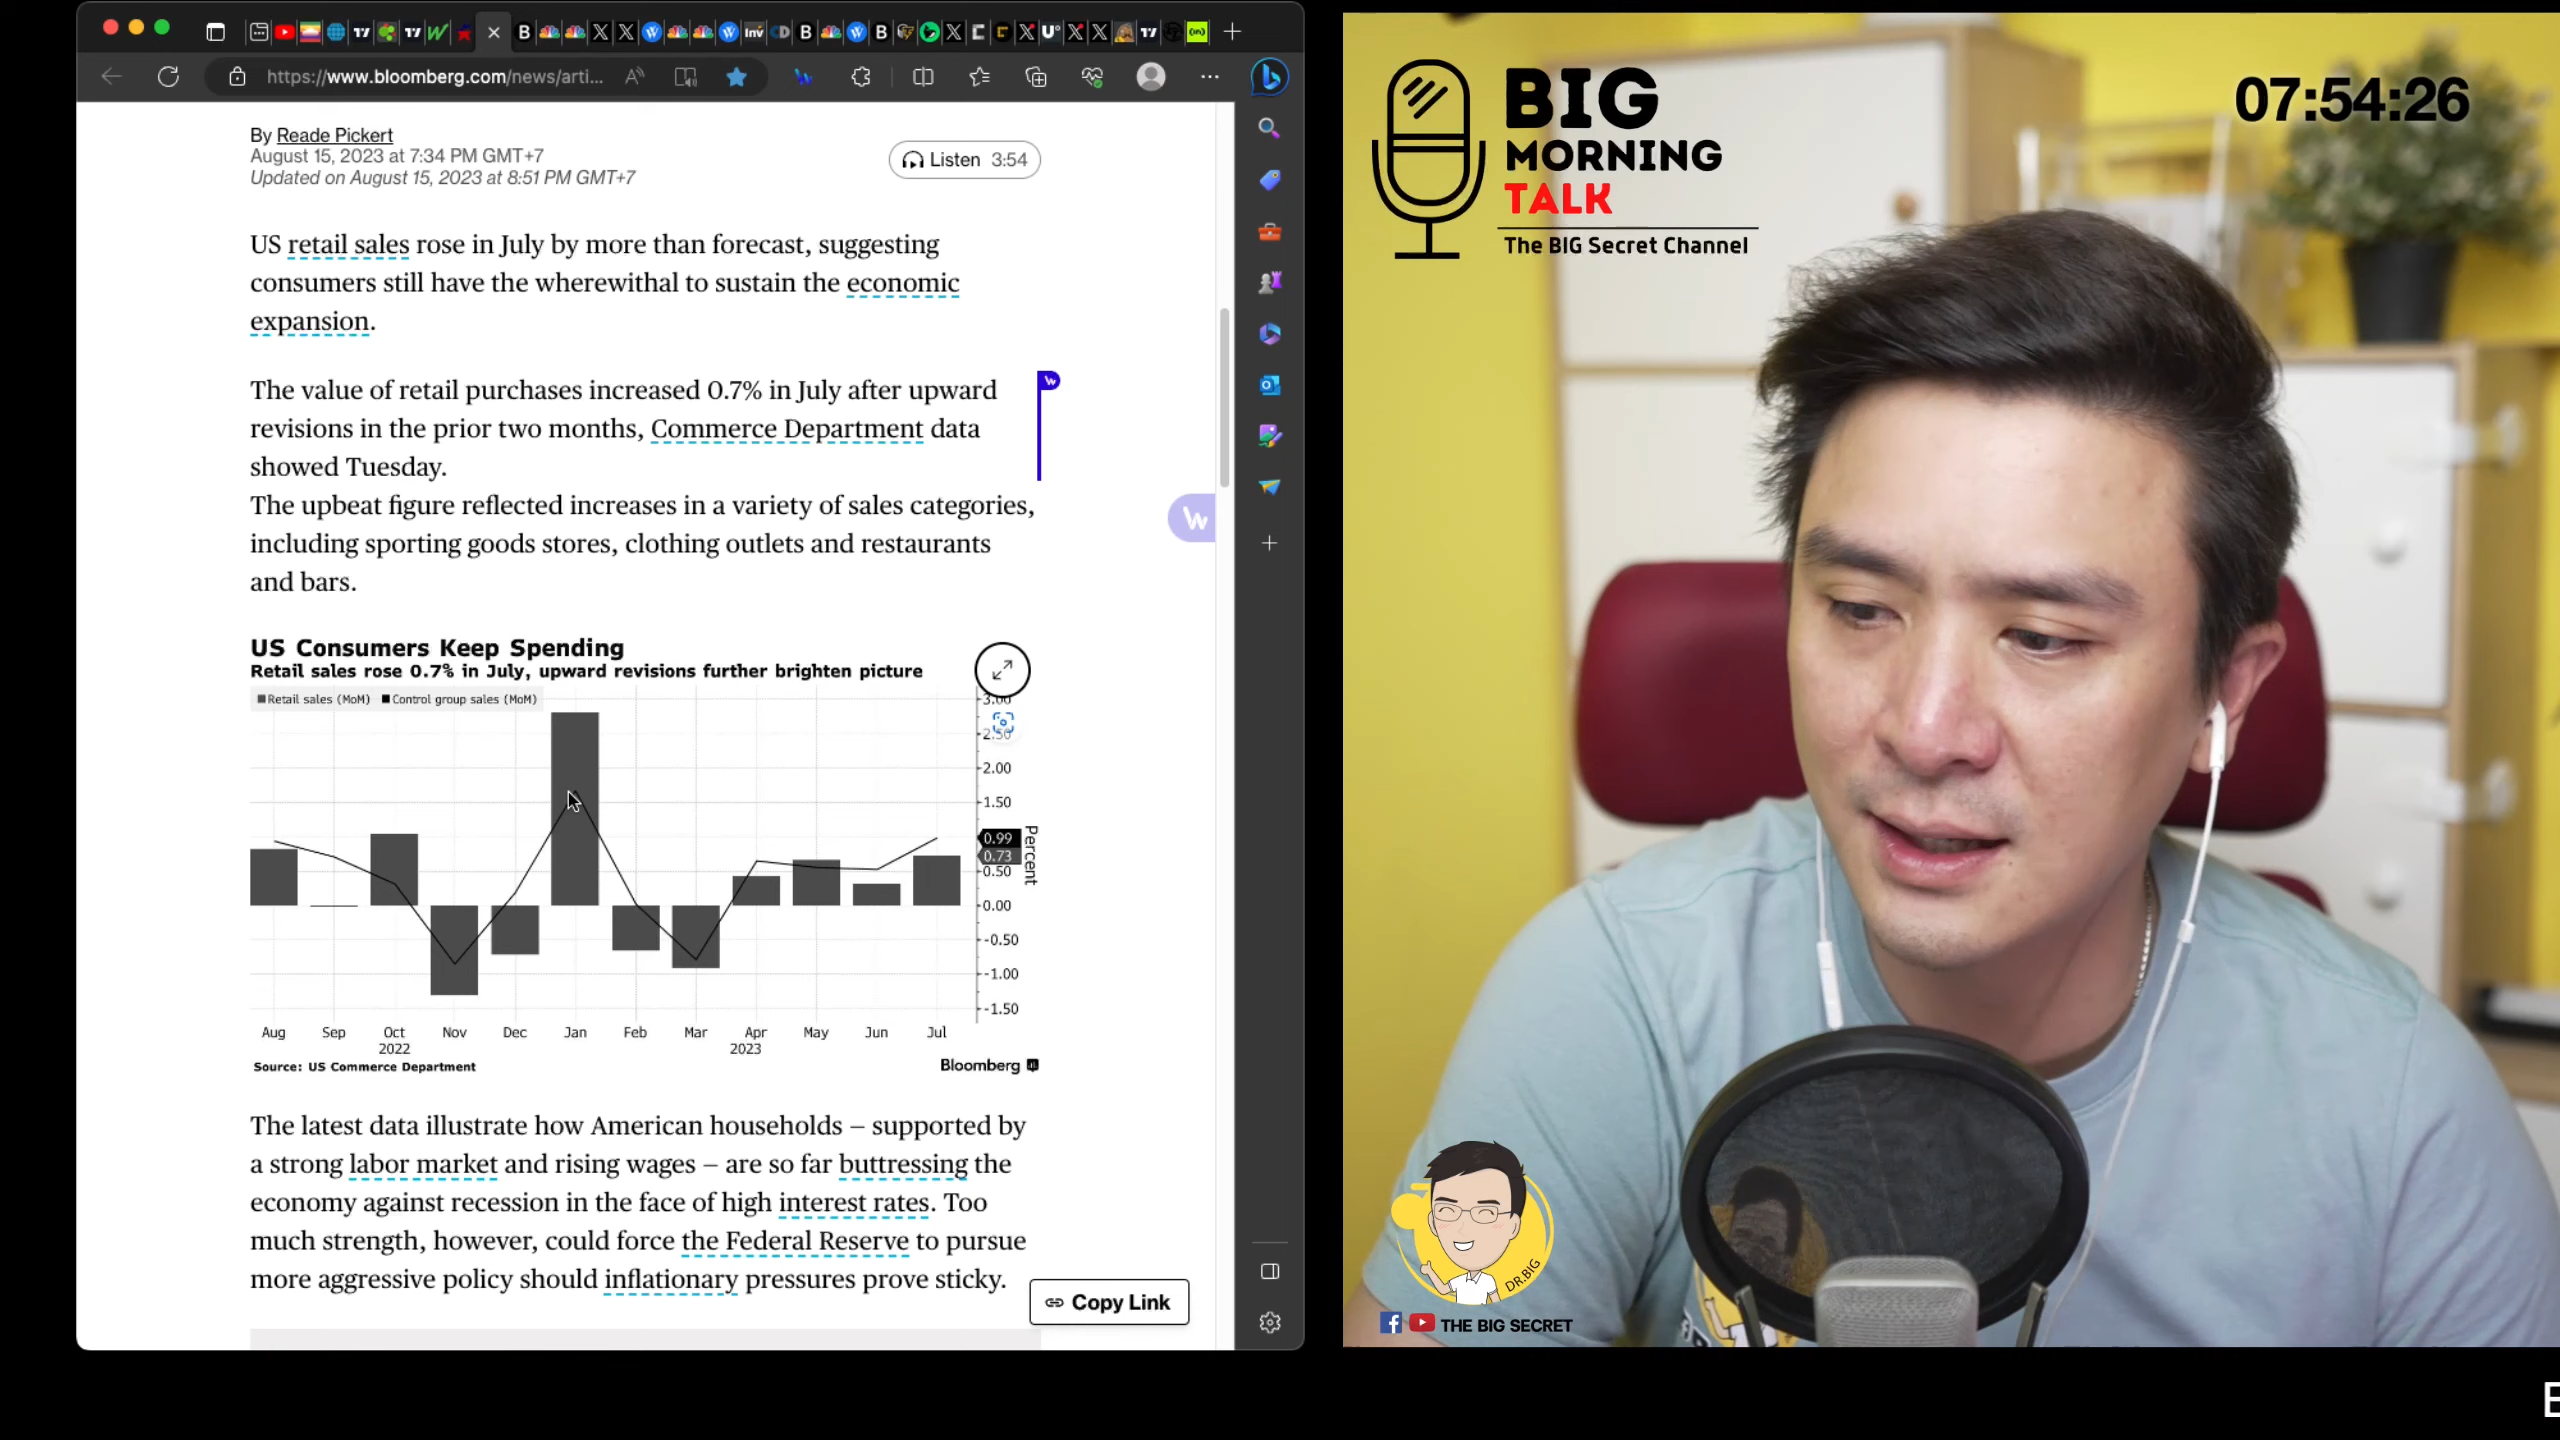 https://www.bloomberg.com/news/arti...
By Reade Pickert
August 15, 2023 at 7:34 PM GMT+7
Updated on August 15, 2023 at 8:51 PM GMT+7
Listen 3:54
US retail sales rose in July by more than forecast, suggesting
consumers still have the wherewithal to sustain the economic
expansion.
The value of retail purchases increased 0.7% in July after upward
revisions in the prior two months, Commerce Department data
showed Tuesday.
The upbeat figure reflected increases in a variety of sales categories,
including sporting goods stores, clothing outlets and restaurants
and bars.
US Consumers Keep Spending
Retail sales rose 0.7% in July, upward revisions further brighten picture
Retail sales (MoM) Control group sales (MoM)
3.00
2.50
2.00
1.50
0.99
0.73
0.50
0.00
-0.50
-1.00
-1.50
Percent
Aug Sep Oct Nov Dec Jan Feb Mar Apr May Jun Jul
2022 2023
Source: US Commerce Department
Bloomberg
The latest data illustrate how American households – supported by
a strong labor market and rising wages – are so far buttressing the
economy against recession in the face of high interest rates. Too
much strength, however, could force the Federal Reserve to pursue
more aggressive policy should inflationary pressures prove sticky.
Copy Link
BIG
MORNING
TALK
The BIG Secret Channel
07:54:26
DR.BIG
THE BIG SECRET